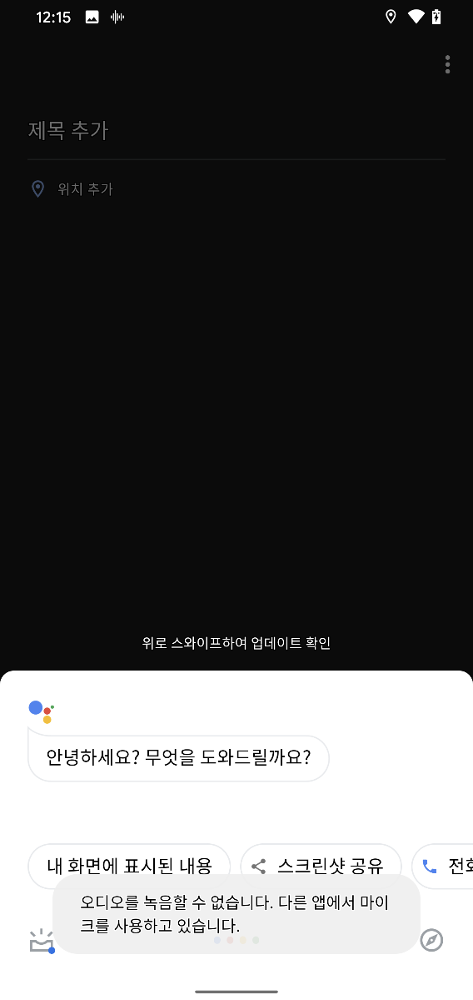 12:15
제목 추가
위치 추가
위로 스와이프하여 업데이트 확인
안녕하세요? 무엇을 도와드릴까요?
내 화면에 표시된 내용
스크린샷 공유
오디오를 녹음할 수 없습니다. 다른 앱에서 마이
크를 사용하고 있습니다.